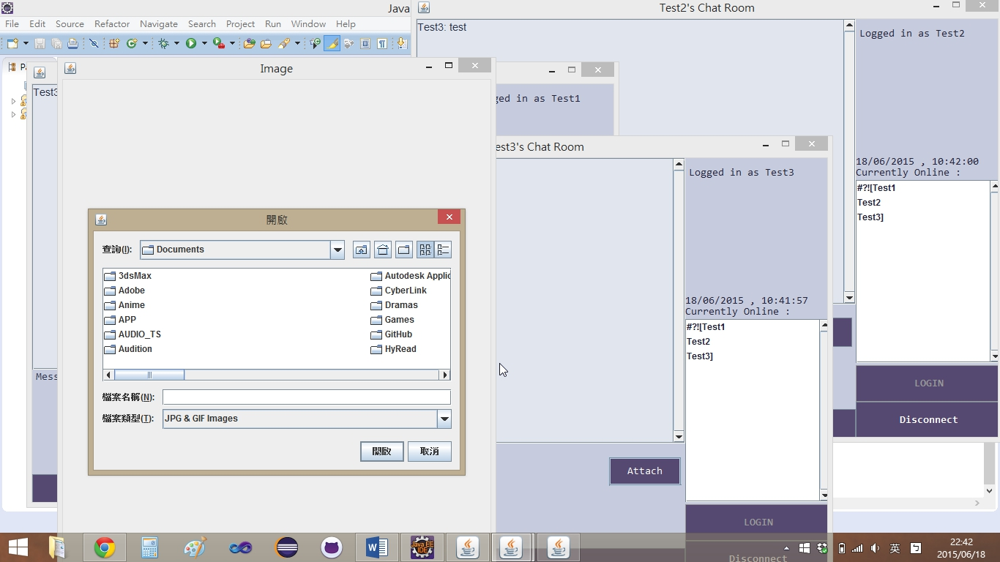 Java
File Edit Source Refactor Navigate Search Project Run Window Help
Test2's Chat Room
Test3: test
Logged in as Test2
18/06/2015 , 10:42:00
Currently Online :
#?![Test1
Test2
Test3]
LOGIN
Disconnect
Test3
Mess
ged in as Test1
est3's Chat Room
Logged in as Test3
18/06/2015 , 10:41:57
Currently Online :
#?![Test1
Test2
Test3]
Attach
LOGIN
Disconnect
Image
開啟
查詢(I): Documents
3dsMax
Adobe
Anime
APP
AUDIO_TS
Audition
Autodesk Applic
CyberLink
Dramas
Games
GitHub
HyRead
檔案名稱(N):
檔案類型(T): JPG & GIF Images
開啟 取消
Java EE
IDE
英
22:42
2015/06/18